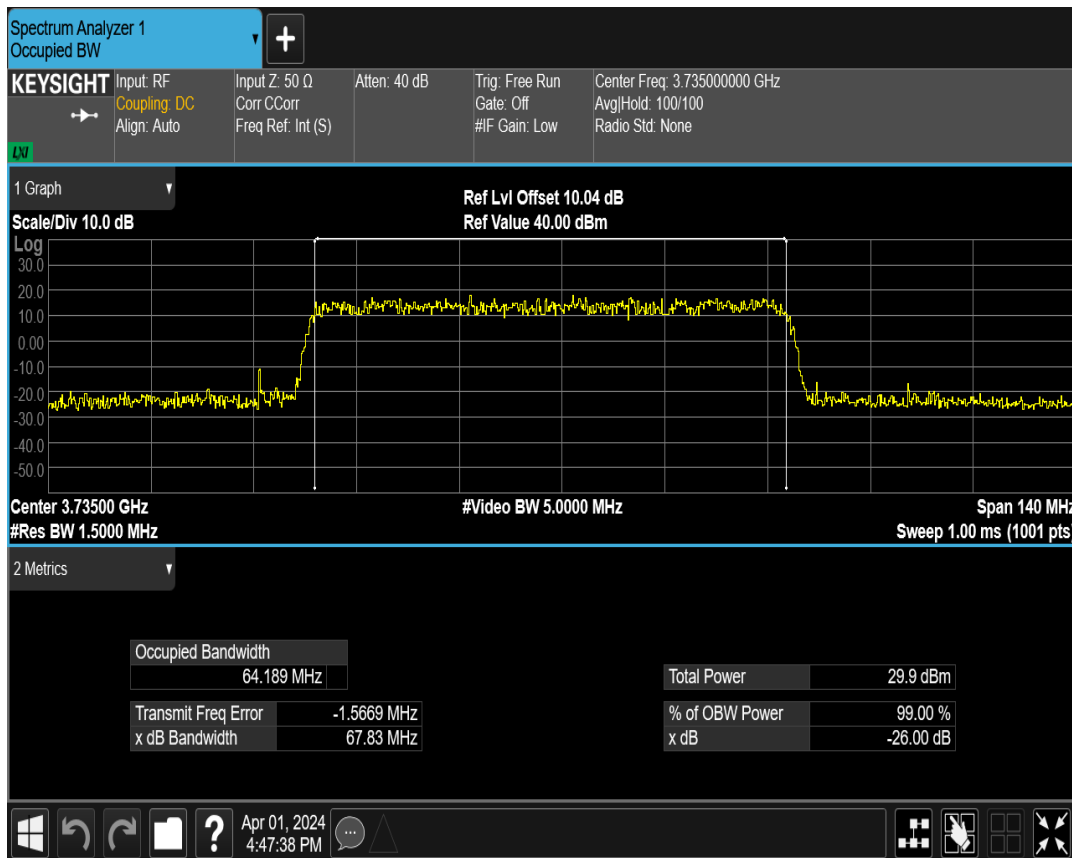 Spectrum Analyzer 1
Occupied BW
+
KEYSIGHT
LXI
Input: RF
Coupling: DC
Align: Auto
Input Z: 50 Ω
Corr CCorr
Freq Ref: Int (S)
Atten: 40 dB
Trig: Free Run
Gate: Off
#IF Gain: Low
Center Freq: 3.735000000 GHz
Avg|Hold: 100/100
Radio Std: None
1 Graph
Scale/Div 10.0 dB
Ref Lvl Offset 10.04 dB
Ref Value 40.00 dBm
Log
30.0
20.0
10.0
0.00
-10.0
-20.0
-30.0
-40.0
-50.0
Center 3.73500 GHz
#Video BW 5.0000 MHz
Span 140 MHz
#Res BW 1.5000 MHz
Sweep 1.00 ms (1001 pts)
2 Metrics
Occupied Bandwidth
64.189 MHz
Total Power 29.9 dBm
Transmit Freq Error -1.5669 MHz
% of OBW Power 99.00 %
x dB Bandwidth 67.83 MHz
x dB -26.00 dB
?
Apr 01, 2024
4:47:38 PM